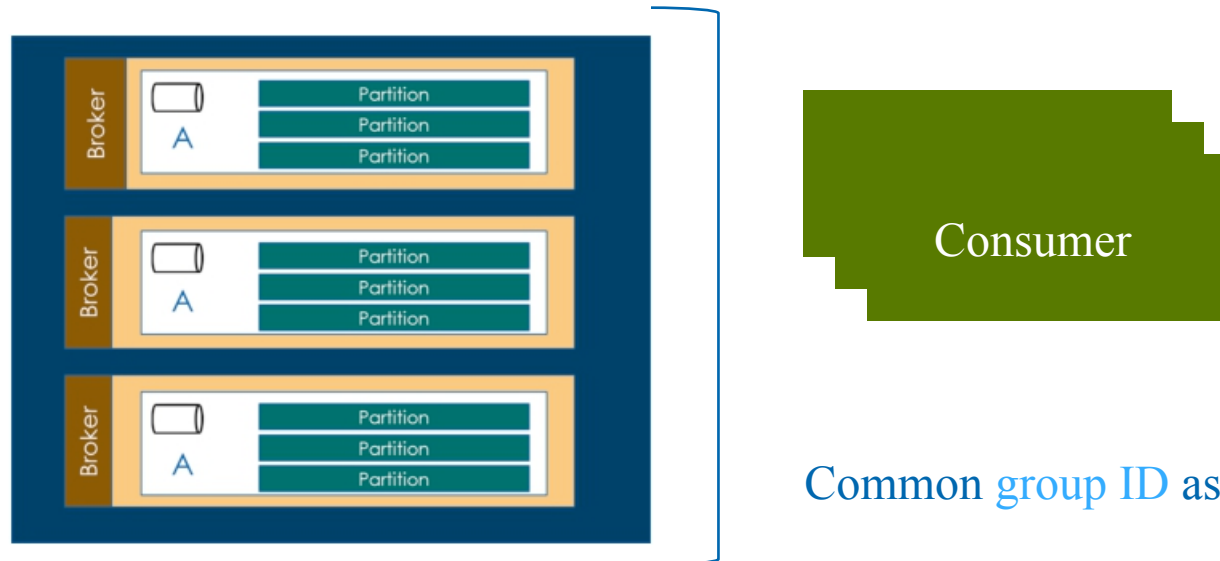 Broker
A
Partition
Partition
Partition
Broker
A
Partition
Partition
Partition
Broker
A
Partition
Partition
Partition
Consumer
Common group ID as